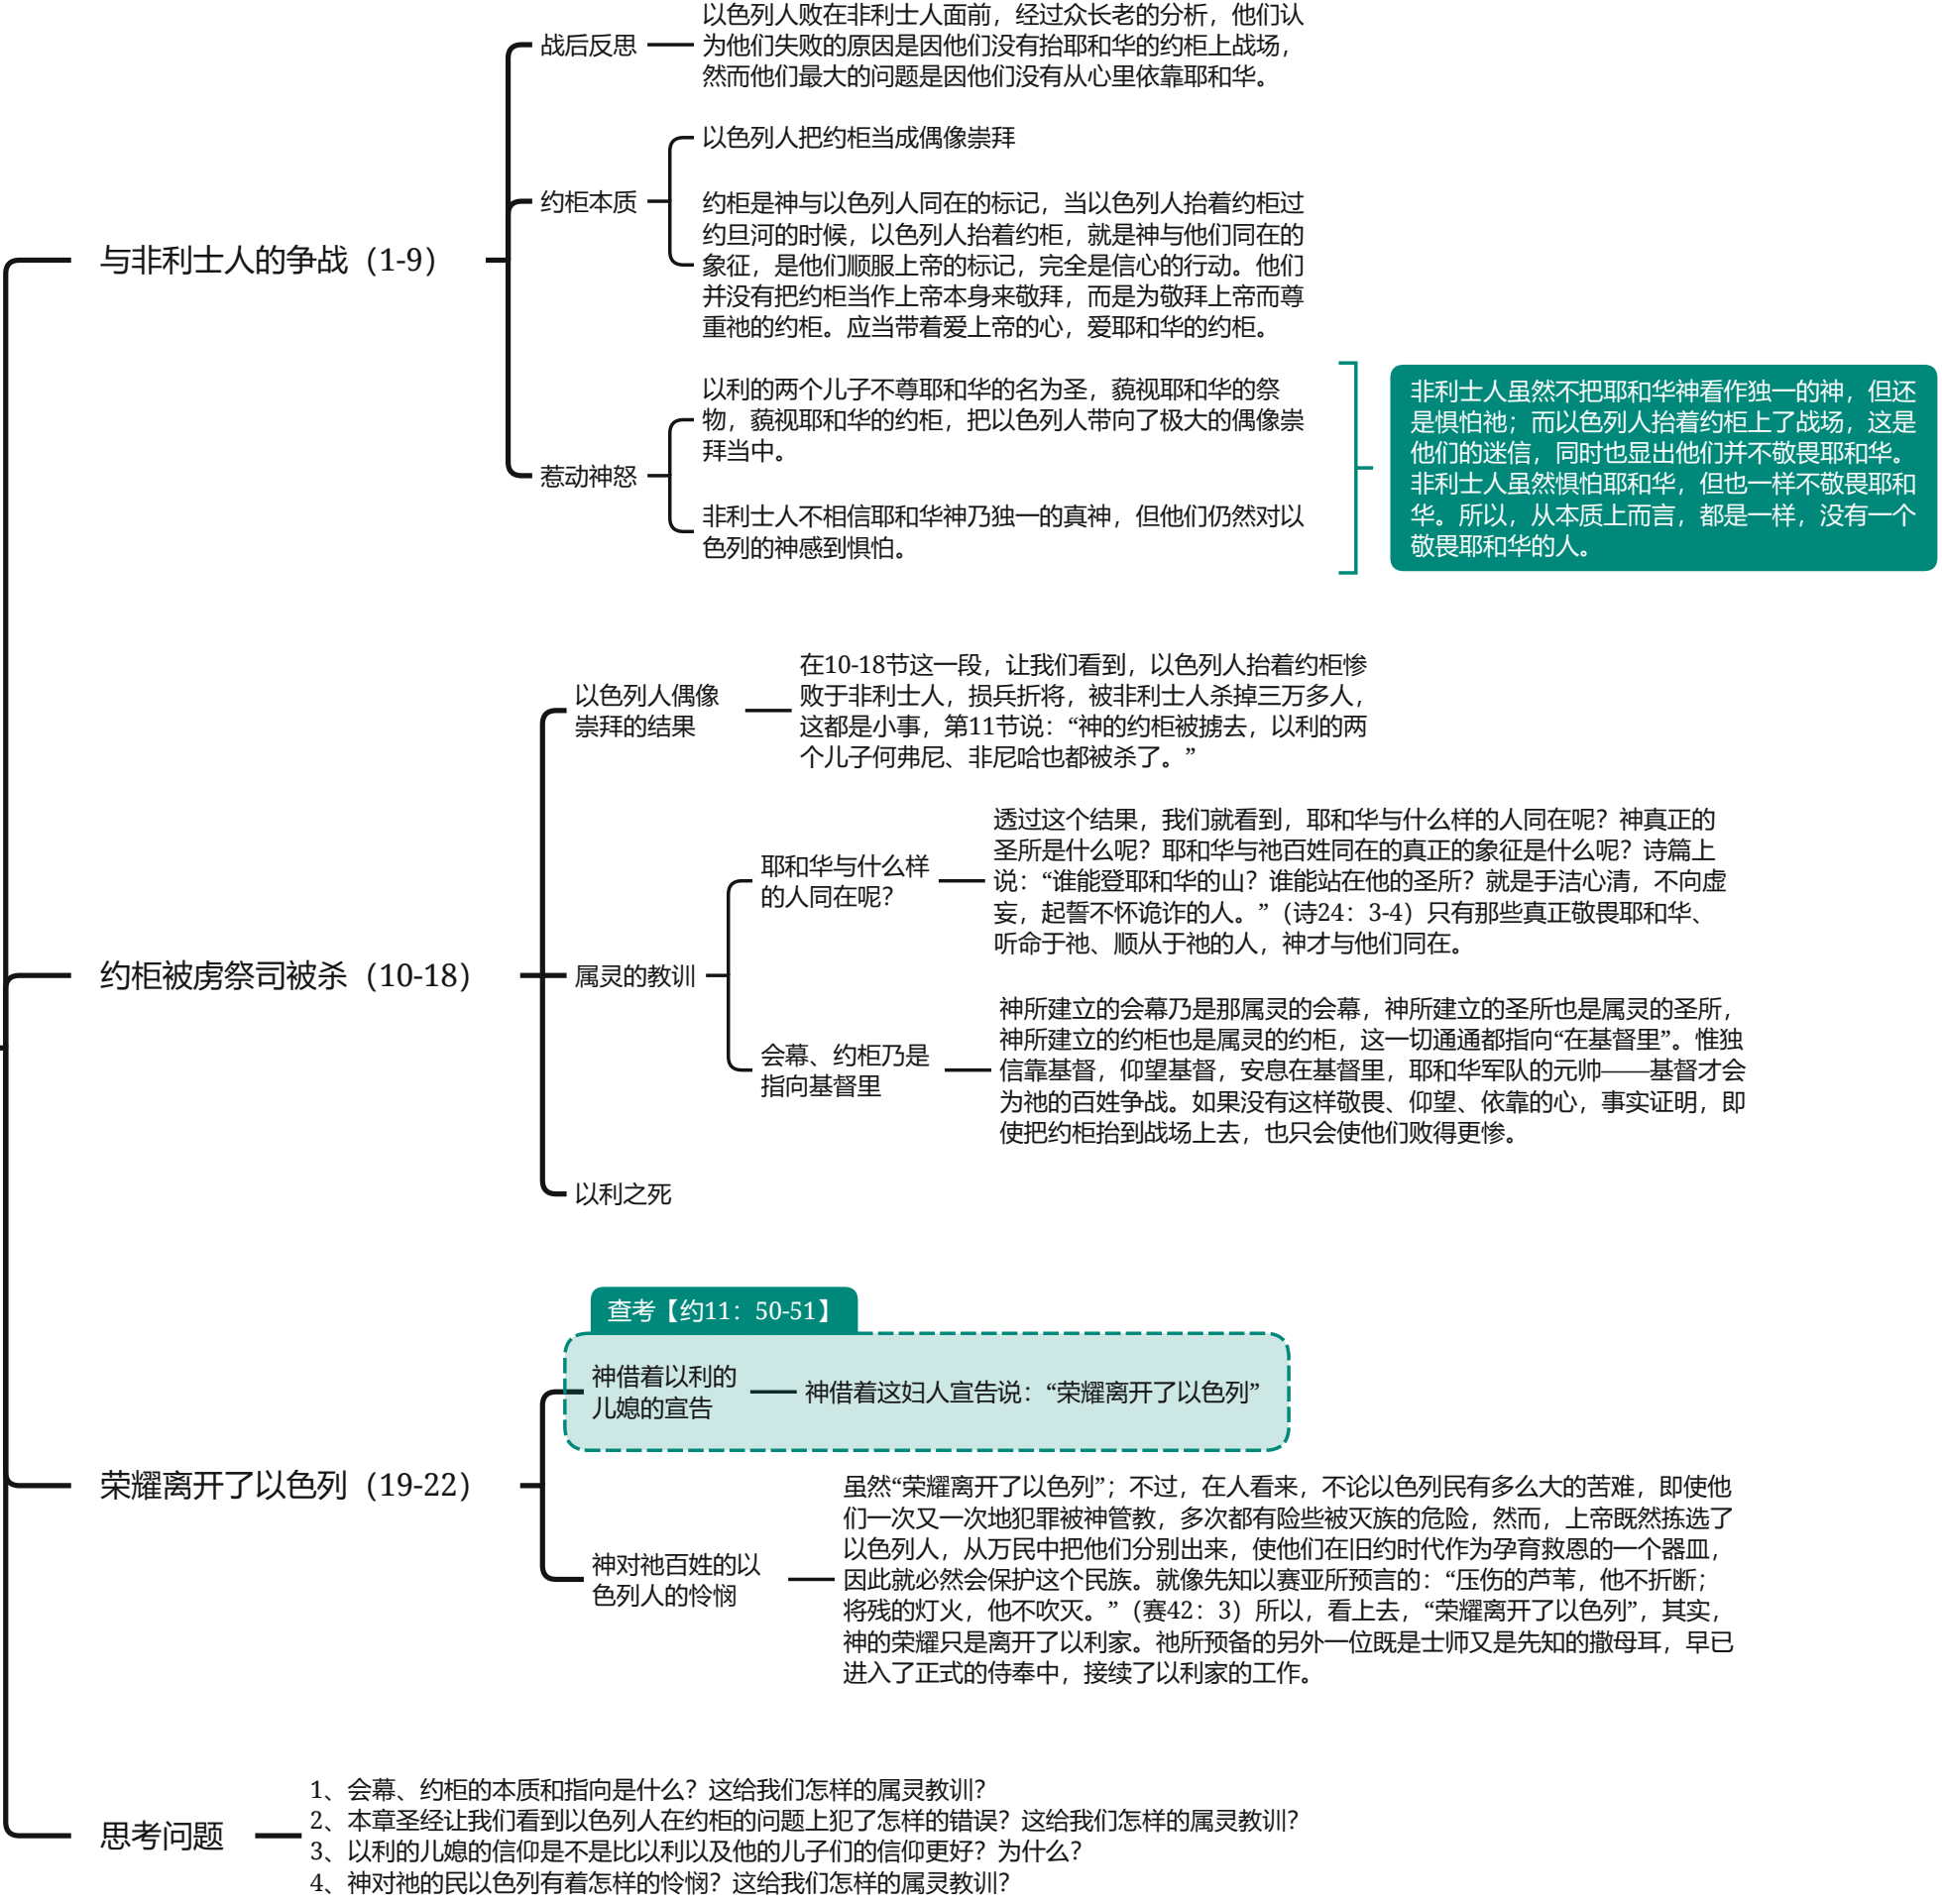 与非利士人的争战（1-9）
战后反思
以色列人败在非利士人面前，经过众长老的分析，他们认
为他们失败的原因是因他们没有抬耶和华的约柜上战场，
然而他们最大的问题是因他们没有从心里依靠耶和华。
约柜本质
以色列人把约柜当成偶像崇拜
约柜是神与以色列人同在的标记，当以色列人抬着约柜过
约旦河的时候，以色列人抬着约柜，就是神与他们同在的
象征，是他们顺服上帝的标记，完全是信心的行动。他们
并没有把约柜当作上帝本身来敬拜，而是为敬拜上帝而尊
重祂的约柜。应当带着爱上帝的心，爱耶和华的约柜。
惹动神怒
以利的两个儿子不尊耶和华的名为圣，藐视耶和华的祭
物，藐视耶和华的约柜，把以色列人带向了极大的偶像崇
拜当中。
非利士人不相信耶和华神乃独一的真神，但他们仍然对以
色列的神感到惧怕。
非利士人虽然不把耶和华神看作独一的神，但还
是惧怕祂；而以色列人抬着约柜上了战场，这是
他们的迷信，同时也显出他们并不敬畏耶和华。
非利士人虽然惧怕耶和华，但也一样不敬畏耶和
华。所以，从本质上而言，都是一样，没有一个
敬畏耶和华的人。
约柜被虏祭司被杀（10-18）
以色列人偶像
崇拜的结果
在10-18节这一段，让我们看到，以色列人抬着约柜惨
败于非利士人，损兵折将，被非利士人杀掉三万多人，
这都是小事，第11节说：“神的约柜被掳去，以利的两
个儿子何弗尼、非尼哈也都被杀了。”
属灵的教训
耶和华与什么样
的人同在呢？
透过这个结果，我们就看到，耶和华与什么样的人同在呢？神真正的
圣所是什么呢？耶和华与祂百姓同在的真正的象征是什么呢？诗篇上
说：“谁能登耶和华的山？谁能站在他的圣所？就是手洁心清，不向虚
妄，起誓不怀诡诈的人。”（诗24：3-4）只有那些真正敬畏耶和华、
听命于祂、顺从于祂的人，神才与他们同在。
会幕、约柜乃是
指向基督里
神所建立的会幕乃是那属灵的会幕，神所建立的圣所也是属灵的圣所，
神所建立的约柜也是属灵的约柜，这一切通通都指向“在基督里”。惟独
信靠基督，仰望基督，安息在基督里，耶和华军队的元帅——基督才会
为祂的百姓争战。如果没有这样敬畏、仰望、依靠的心，事实证明，即
使把约柜抬到战场上去，也只会使他们败得更惨。
以利之死
荣耀离开了以色列（19-22）
查考【约11：50-51】
神借着以利的
儿媳的宣告
神借着这妇人宣告说：“荣耀离开了以色列”
神对祂百姓的以
色列人的怜悯
虽然“荣耀离开了以色列”；不过，在人看来，不论以色列民有多么大的苦难，即使他
们一次又一次地犯罪被神管教，多次都有险些被灭族的危险，然而，上帝既然拣选了
以色列人，从万民中把他们分别出来，使他们在旧约时代作为孕育救恩的一个器皿，
因此就必然会保护这个民族。就像先知以赛亚所预言的：“压伤的芦苇，他不折断；
将残的灯火，他不吹灭。”（赛42：3）所以，看上去，“荣耀离开了以色列”，其实，
神的荣耀只是离开了以利家。祂所预备的另外一位既是士师又是先知的撒母耳，早已
进入了正式的侍奉中，接续了以利家的工作。
思考问题
1、会幕、约柜的本质和指向是什么？这给我们怎样的属灵教训？
2、本章圣经让我们看到以色列人在约柜的问题上犯了怎样的错误？这给我们怎样的属灵教训？
3、以利的儿媳的信仰是不是比以利以及他的儿子们的信仰更好？为什么？
4、神对祂的民以色列有着怎样的怜悯？这给我们怎样的属灵教训？